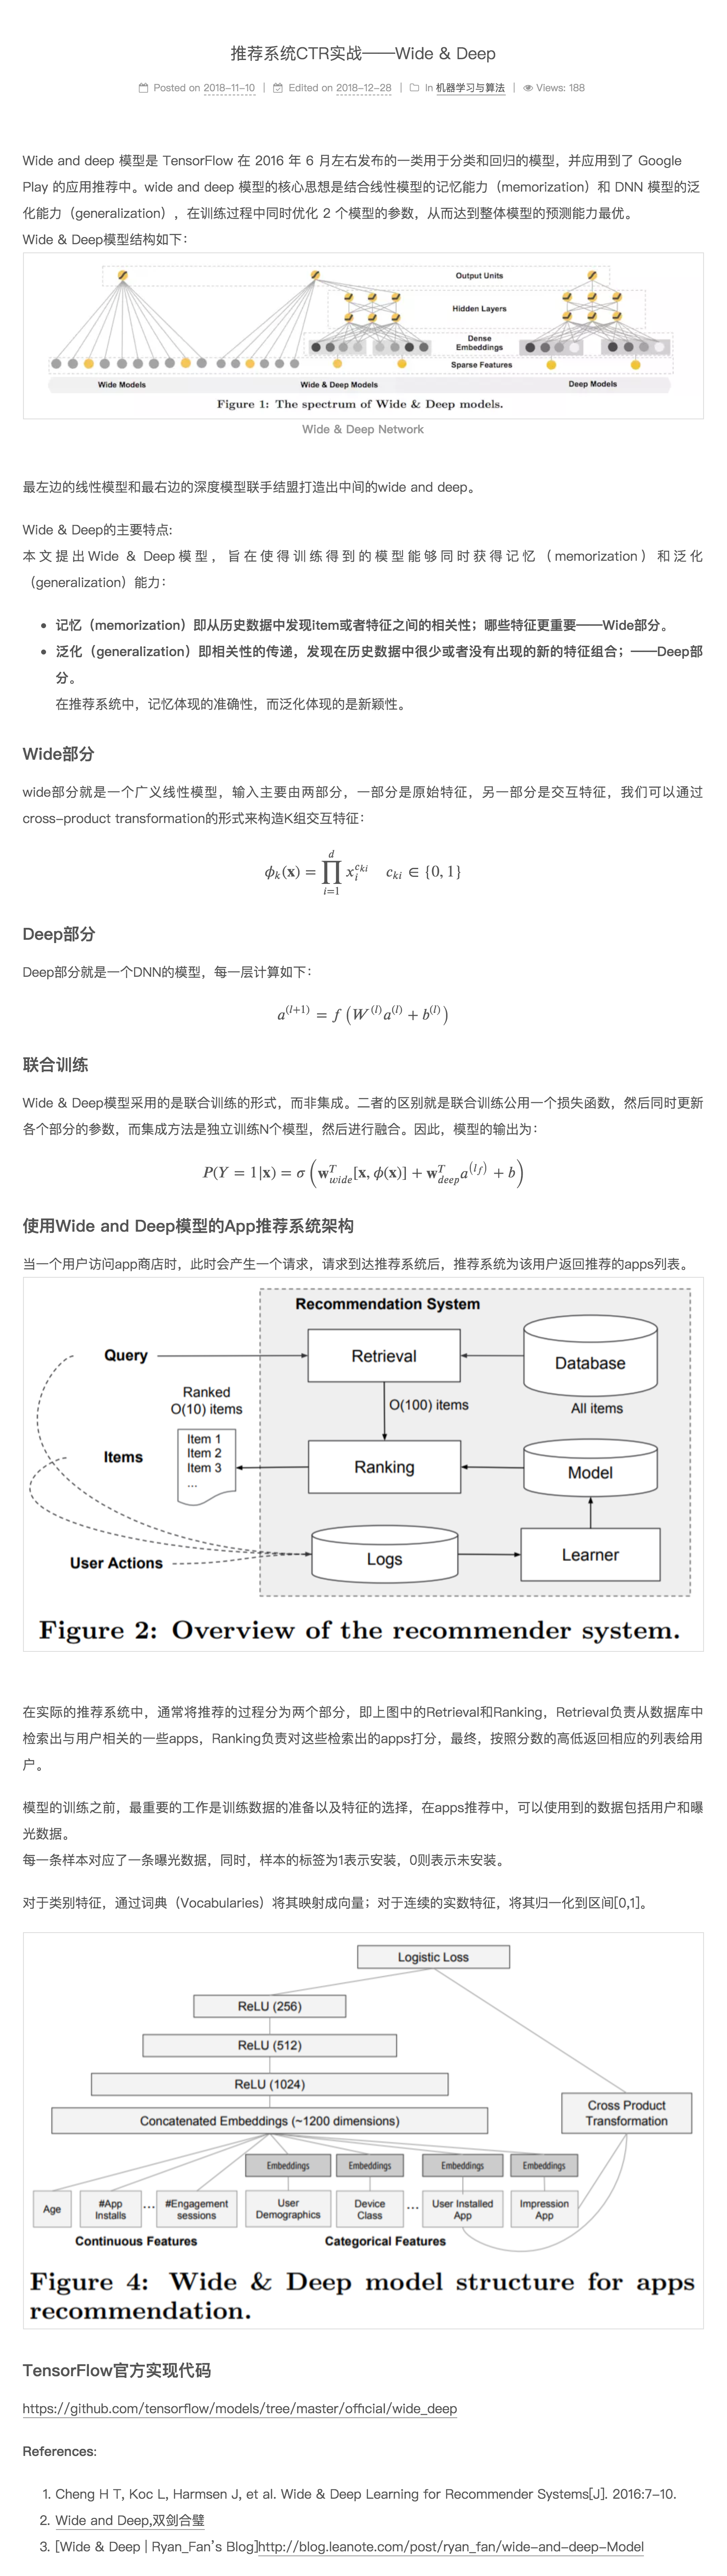 推荐系统CTR实战——Wide & Deep
Posted on 2018-11-10 | Edited on 2018-12-28 | In 机器学习与算法 | Views: 188
Wide and deep 模型是 TensorFlow 在 2016 年 6 月左右发布的一类用于分类和回归的模型，并应用到了 Google
Play 的应用推荐中。wide and deep 模型的核心思想是结合线性模型的记忆能力（memorization）和 DNN 模型的泛
化能力（generalization），在训练过程中同时优化 2 个模型的参数，从而达到整体模型的预测能力最优。
Wide & Deep模型结构如下：
Output Units
Hidden Layers
Dense
Embeddings
Sparse Features
Wide Models
Wide & Deep Models
Deep Models
Figure 1: The spectrum of Wide & Deep models.
Wide & Deep Network
最左边的线性模型和最右边的深度模型联手结盟打造出中间的wide and deep。
Wide & Deep的主要特点:
本文提出Wide & Deep模型，旨在使得训练得到的模型能够同时获得记忆（memorization）和泛化
（generalization）能力：
• 记忆（memorization）即从历史数据中发现item或者特征之间的相关性；哪些特征更重要——Wide部分。
• 泛化（generalization）即相关性的传递，发现在历史数据中很少或者没有出现的新的特征组合；——Deep部
分。
在推荐系统中，记忆体现的准确性，而泛化体现的是新颖性。
Wide部分
wide部分就是一个广义线性模型，输入主要由两部分，一部分是原始特征，另一部分是交互特征，我们可以通过
cross-product transformation的形式来构造K组交互特征：
ϕ_k(x) = ∏_{i=1}^{d} x_i^{c_{ki}} c_{ki} ∈ {0, 1}
Deep部分
Deep部分就是一个DNN的模型，每一层计算如下：
a^{(l+1)} = f (W^{(l)} a^{(l)} + b^{(l)})
联合训练
Wide & Deep模型采用的是联合训练的形式，而非集成。二者的区别就是联合训练公用一个损失函数，然后同时更新
各个部分的参数，而集成方法是独立训练N个模型，然后进行融合。因此，模型的输出为：
P(Y = 1|x) = σ (w_{wide}^T [x, ϕ(x)] + w_{deep}^T a^{(l_f)} + b)
使用Wide and Deep模型的App推荐系统架构
当一个用户访问app商店时，此时会产生一个请求，请求到达推荐系统后，推荐系统为该用户返回推荐的apps列表。
Recommendation System
Query
Retrieval
Database
All items
Ranked
O(10) items
O(100) items
Items
Item 1
Item 2
Item 3
...
Ranking
Model
User Actions
Logs
Learner
Figure 2: Overview of the recommender system.
在实际的推荐系统中，通常将推荐的过程分为两个部分，即上图中的Retrieval和Ranking，Retrieval负责从数据库中
检索出与用户相关的一些apps，Ranking负责对这些检索出的apps打分，最终，按照分数的高低返回相应的列表给用
户。
模型的训练之前，最重要的工作是训练数据的准备以及特征的选择，在apps推荐中，可以使用到的数据包括用户和曝
光数据。
每一条样本对应了一条曝光数据，同时，样本的标签为1表示安装，0则表示未安装。
对于类别特征，通过词典（Vocabularies）将其映射成向量；对于连续的实数特征，将其归一化到区间[0,1]。
Logistic Loss
ReLU (256)
ReLU (512)
ReLU (1024)
Concatenated Embeddings (~1200 dimensions)
Cross Product
Transformation
Embeddings
Embeddings
Embeddings
Embeddings
Age
#App
Installs
...
#Engagement
sessions
User
Demographics
Device
Class
...
User Installed
App
Impression
App
Continuous Features
Categorical Features
Figure 4: Wide & Deep model structure for apps
recommendation.
TensorFlow官方实现代码
https://github.com/tensorflow/models/tree/master/official/wide_deep
References:
1. Cheng H T, Koc L, Harmsen J, et al. Wide & Deep Learning for Recommender Systems[J]. 2016:7-10.
2. Wide and Deep,双剑合璧
3. [Wide & Deep | Ryan_Fan's Blog]http://blog.leanote.com/post/ryan_fan/wide-and-deep-Model